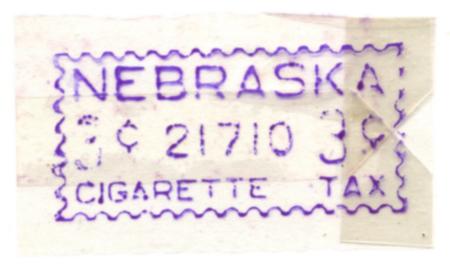 NEBRASKA
3¢ 21710 3¢
CIGARETTE TAX